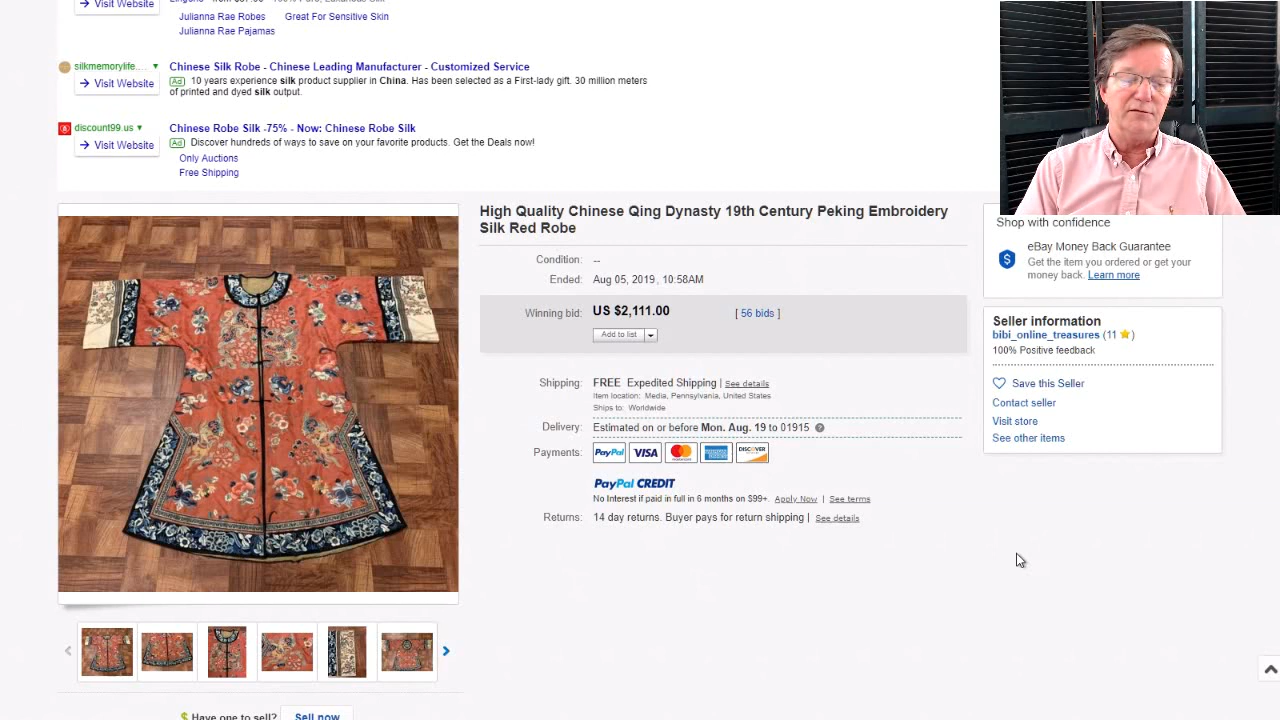 Visit Website
Julianna Rae Robes Great For Sensitive Skin
Julianna Rae Pajamas
silkmemorylife.... Chinese Silk Robe - Chinese Leading Manufacturer - Customized Service
Visit Website Ad 10 years experience silk product supplier in China. Has been selected as a First-lady gift. 30 million meters
of printed and dyed silk output.
discount99.us Chinese Robe Silk -75% - Now: Chinese Robe Silk
Visit Website Ad Discover hundreds of ways to save on your favorite products. Get the Deals now!
Only Auctions
Free Shipping
High Quality Chinese Qing Dynasty 19th Century Peking Embroidery
Silk Red Robe
Condition: --
Ended: Aug 05, 2019 , 10:58AM
Winning bid: US $2,111.00 [ 56 bids ]
Add to list
Shipping: FREE Expedited Shipping | See details
Item location: Media, Pennsylvania, United States
Ships to: Worldwide
Delivery: Estimated on or before Mon. Aug. 19 to 01915
Payments: PayPal VISA MasterCard DISCOVER
PayPal CREDIT
No Interest if paid in full in 6 months on $99+. Apply Now | See terms
Returns: 14 day returns. Buyer pays for return shipping | See details
Shop with confidence
eBay Money Back Guarantee
Get the item you ordered or get your
money back. Learn more
Seller information
bibi_online_treasures (11 )
100% Positive feedback
Save this Seller
Contact seller
Visit store
See other items
Have one to sell? Sell now